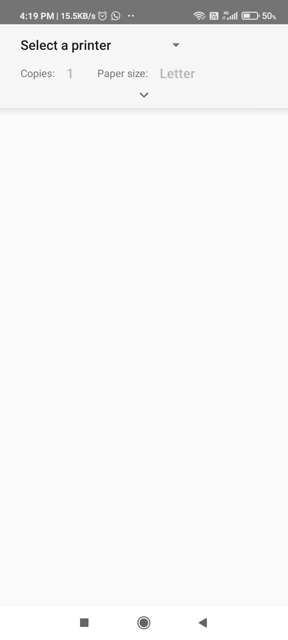 4:19 PM | 15.5KB/s
50%
Select a printer
Copies: 1 Paper size: Letter